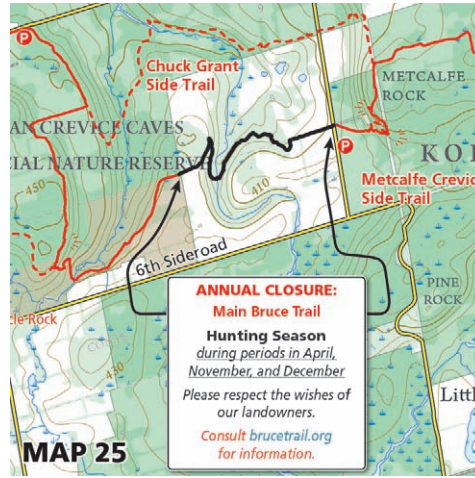 P
Chuck Grant
Side Trail
METCALFE
ROCK
AN CREVICE CAVES
CIAL NATURE RESERVE
450
410
P
KO
Metcalfe Crevic
Side Trail
6th Sideroad
PINE
ROCK
cle Rock
ANNUAL CLOSURE:
Main Bruce Trail
Hunting Season
during periods in April,
November, and December
Please respect the wishes of
our landowners.
Consult brucetrail.org
for information.
Littl
430
MAP 25